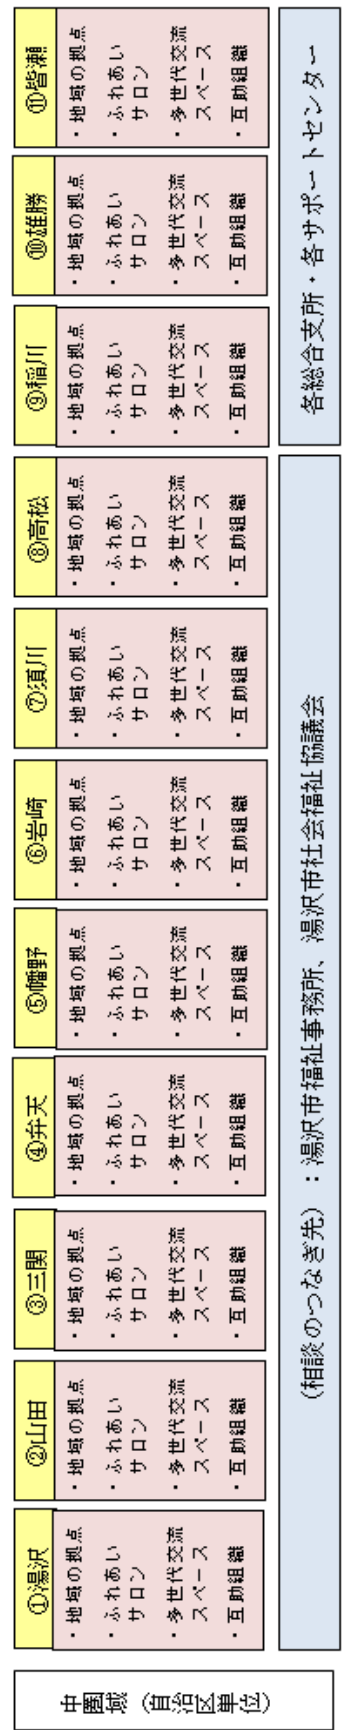 中圏域（自治区単位）
①湯沢
・地域の拠点
・ふれあい
サロン
・多世代交流
スペース
・互助組織
②山田
・地域の拠点
・ふれあい
サロン
・多世代交流
スペース
・互助組織
③三関
・地域の拠点
・ふれあい
サロン
・多世代交流
スペース
・互助組織
④弁天
・地域の拠点
・ふれあい
サロン
・多世代交流
スペース
・互助組織
⑤幡野
・地域の拠点
・ふれあい
サロン
・多世代交流
スペース
・互助組織
⑥岩崎
・地域の拠点
・ふれあい
サロン
・多世代交流
スペース
・互助組織
⑦須川
・地域の拠点
・ふれあい
サロン
・多世代交流
スペース
・互助組織
⑧高松
・地域の拠点
・ふれあい
サロン
・多世代交流
スペース
・互助組織
⑨稲川
・地域の拠点
・ふれあい
サロン
・多世代交流
スペース
・互助組織
⑩雄勝
・地域の拠点
・ふれあい
サロン
・多世代交流
スペース
・互助組織
⑪皆瀬
・地域の拠点
・ふれあい
サロン
・多世代交流
スペース
・互助組織
（相談のつなぎ先）：湯沢市福祉事務所、湯沢市社会福祉協議会
各総合支所・各サポートセンター